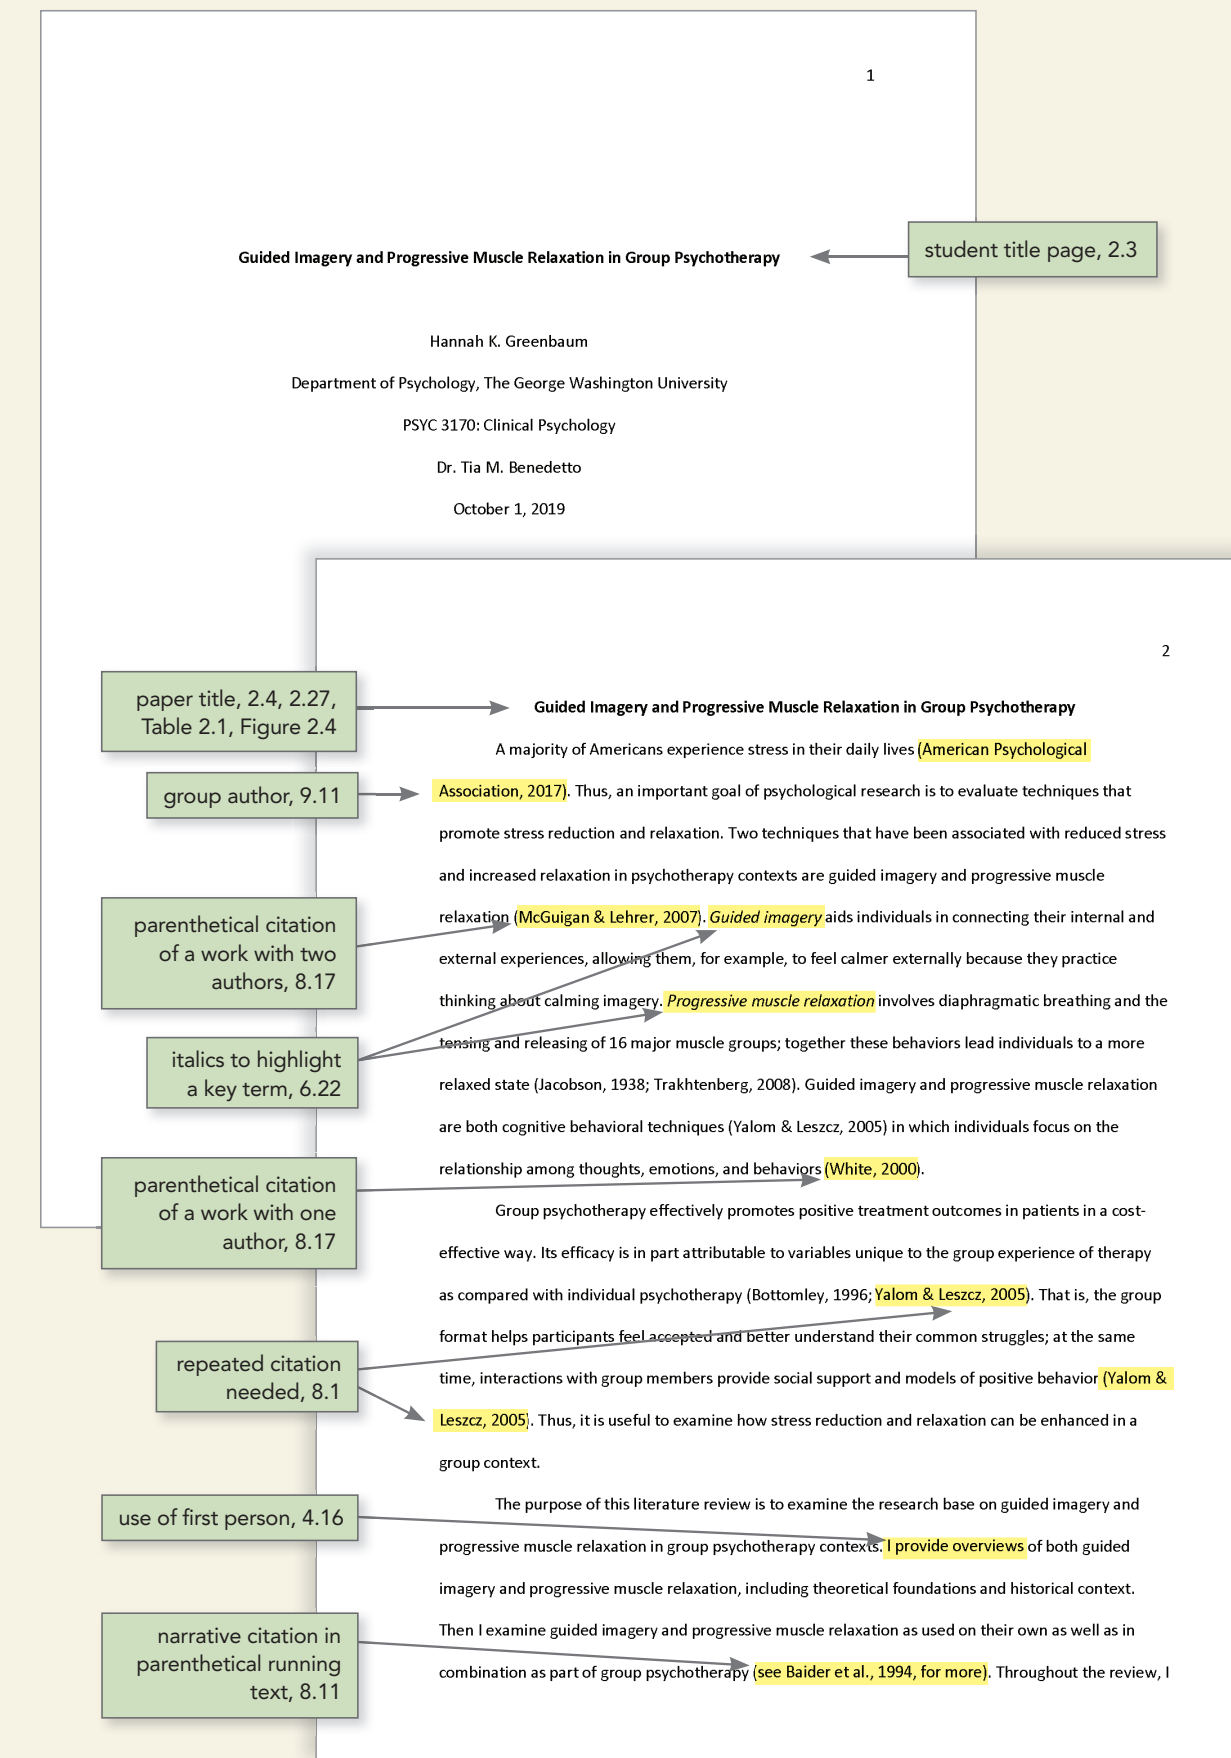 1
Guided Imagery and Progressive Muscle Relaxation in Group Psychotherapy
student title page, 2.3
Hannah K. Greenbaum
Department of Psychology, The George Washington University
PSYC 3170: Clinical Psychology
Dr. Tia M. Benedetto
October 1, 2019
2
paper title, 2.4, 2.27,
Table 2.1, Figure 2.4
Guided Imagery and Progressive Muscle Relaxation in Group Psychotherapy
A majority of Americans experience stress in their daily lives (American Psychological
group author, 9.11
Association, 2017). Thus, an important goal of psychological research is to evaluate techniques that
promote stress reduction and relaxation. Two techniques that have been associated with reduced stress
and increased relaxation in psychotherapy contexts are guided imagery and progressive muscle
parenthetical citation
of a work with two
authors, 8.17
relaxation (McGuigan & Lehrer, 2007). Guided imagery aids individuals in connecting their internal and
external experiences, allowing them, for example, to feel calmer externally because they practice
thinking about calming imagery. Progressive muscle relaxation involves diaphragmatic breathing and the
italics to highlight
a key term, 6.22
tensing and releasing of 16 major muscle groups; together these behaviors lead individuals to a more
relaxed state (Jacobson, 1938; Trakhtenberg, 2008). Guided imagery and progressive muscle relaxation
are both cognitive behavioral techniques (Yalom & Leszcz, 2005) in which individuals focus on the
relationship among thoughts, emotions, and behaviors (White, 2000).
parenthetical citation
of a work with one
author, 8.17
Group psychotherapy effectively promotes positive treatment outcomes in patients in a cost-
effective way. Its efficacy is in part attributable to variables unique to the group experience of therapy
as compared with individual psychotherapy (Bottomley, 1996; Yalom & Leszcz, 2005). That is, the group
format helps participants feel accepted and better understand their common struggles; at the same
repeated citation
needed, 8.1
time, interactions with group members provide social support and models of positive behavior (Yalom &
Leszcz, 2005). Thus, it is useful to examine how stress reduction and relaxation can be enhanced in a
group context.
The purpose of this literature review is to examine the research base on guided imagery and
use of first person, 4.16
progressive muscle relaxation in group psychotherapy contexts. I provide overviews of both guided
imagery and progressive muscle relaxation, including theoretical foundations and historical context.
Then I examine guided imagery and progressive muscle relaxation as used on their own as well as in
narrative citation in
parenthetical running
text, 8.11
combination as part of group psychotherapy (see Baider et al., 1994, for more). Throughout the review, I